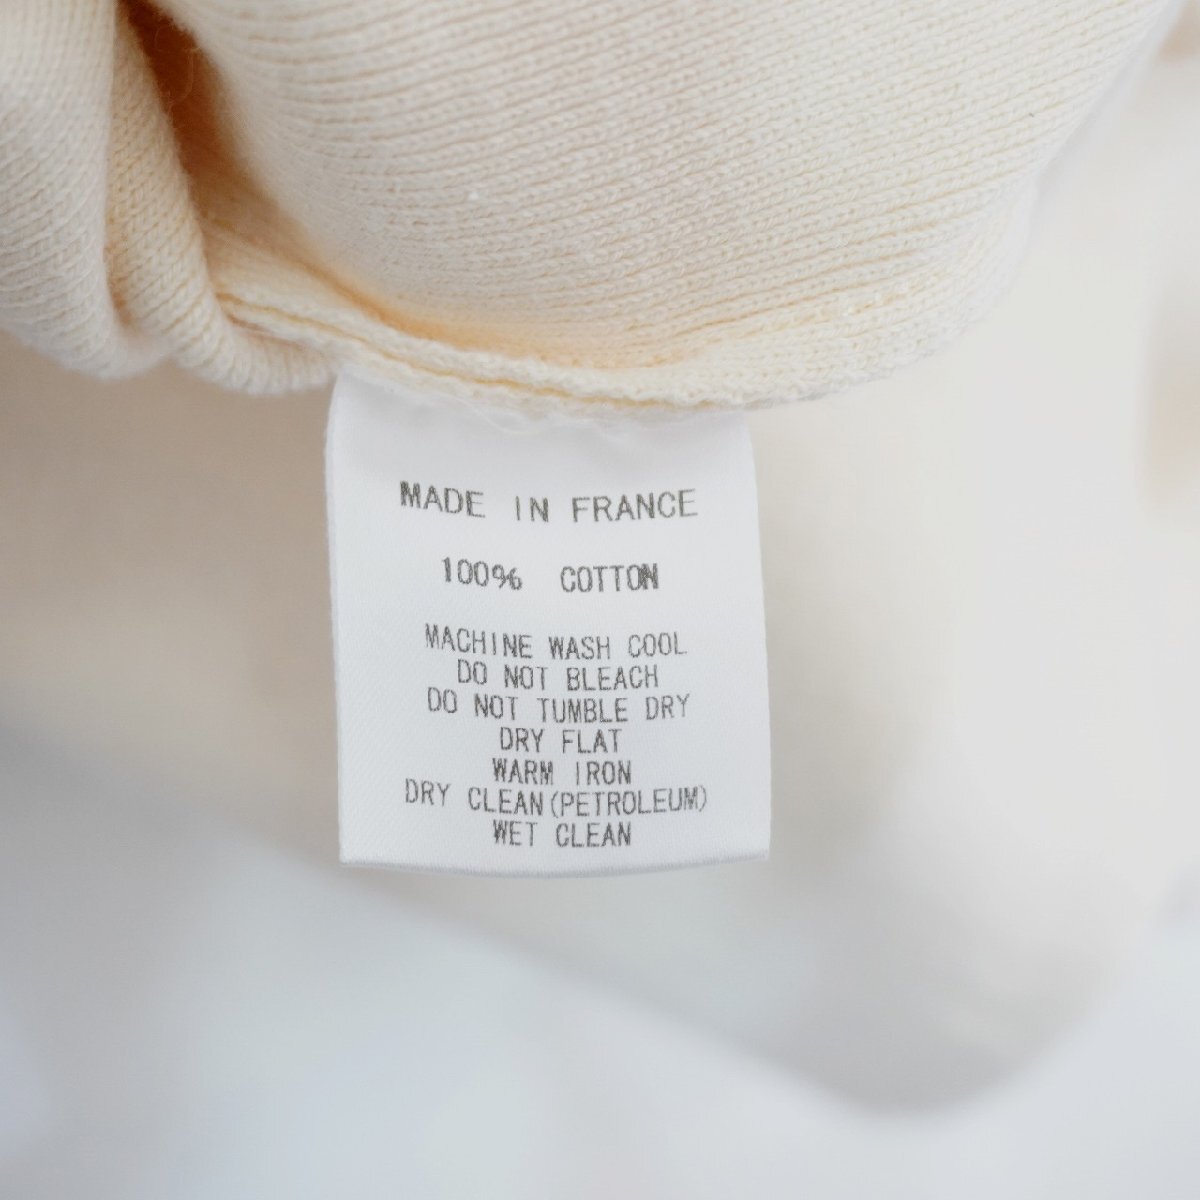 MADE IN FRANCE
100% COTTON
MACHINE WASH COOL
DO NOT BLEACH
DO NOT TUMBLE DRY
DRY FLAT
WARM IRON
DRY CLEAN(PETROLEUM)
WET CLEAN